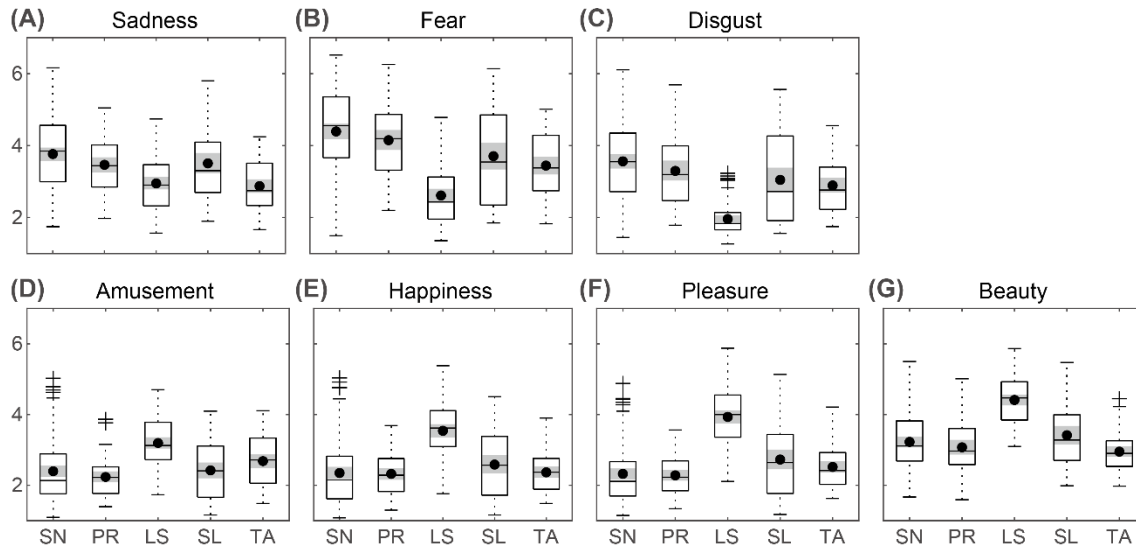 (A) Sadness (B) Fear (C) Disgust
6
4
2
(D) Amusement (E) Happiness (F) Pleasure (G) Beauty
6
4
2
SN PR LS SL TA SN PR LS SL TA SN PR LS SL TA SN PR LS SL TA